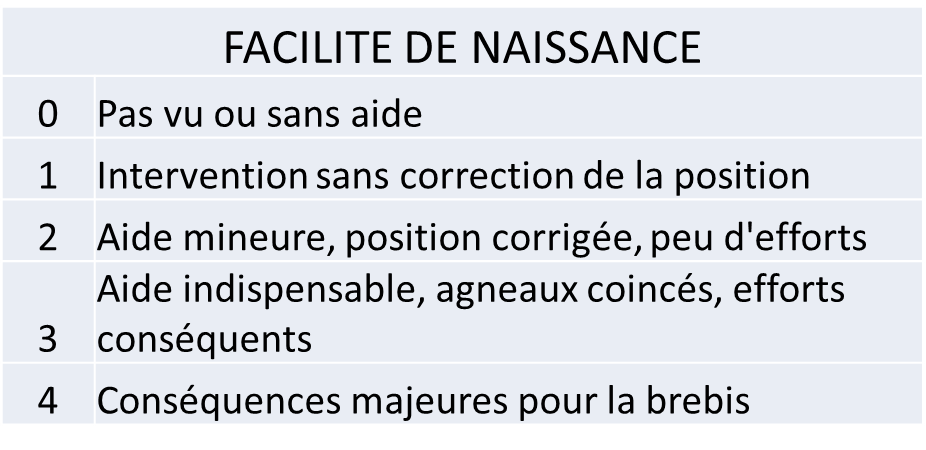 FACILITE DE NAISSANCE
0 Pas vu ou sans aide
1 Intervention sans correction de la position
2 Aide mineure, position corrigée, peu d'efforts
Aide indispensable, agneaux coincés, efforts
3 conséquents
4 Conséquences majeures pour la brebis